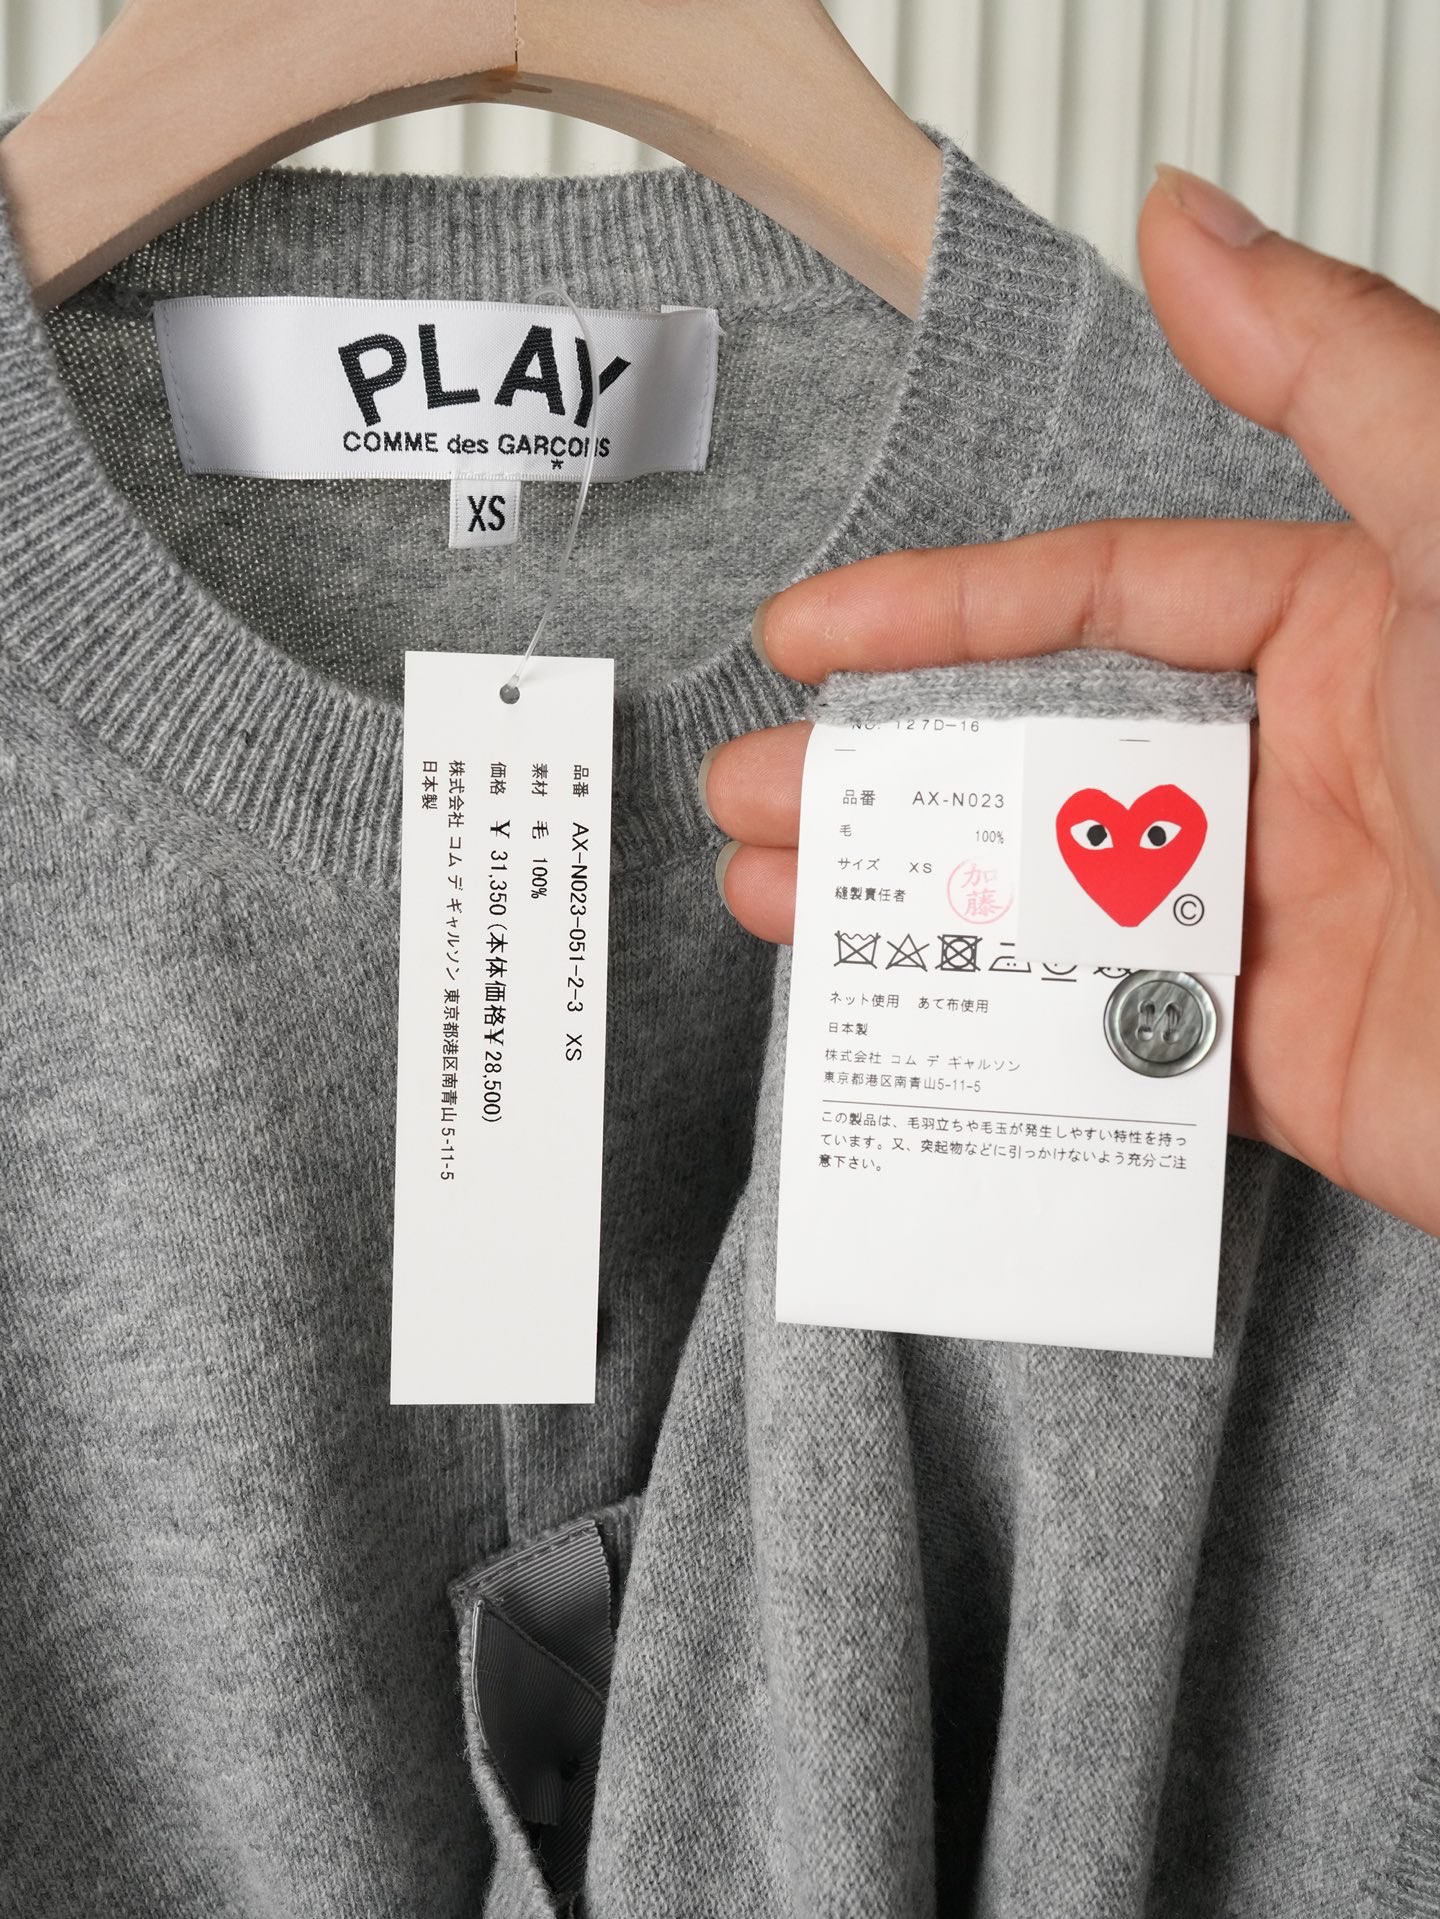 PLAY
COMME des GARÇONS
XS
品番 AX-N023-051-2-3 XS
素材 毛 100%
価格 ¥ 31,350 (本体価格¥ 28,500)
株式会社 コム デ ギャルソン 東京都港区南青山 5-11-5
日本製
NO. 127D-16
品番 AX-N023
毛 100%
サイズ XS
縫製責任者 加藤
©
ネット使用 あて布使用
日本製
株式会社 コム デ ギャルソン
東京都港区南青山5-11-5
この製品は、毛羽立ちや毛玉が発生しやすい特性を持っ
ています。又、突起物などに引っかけないよう充分ご注
意下さい。